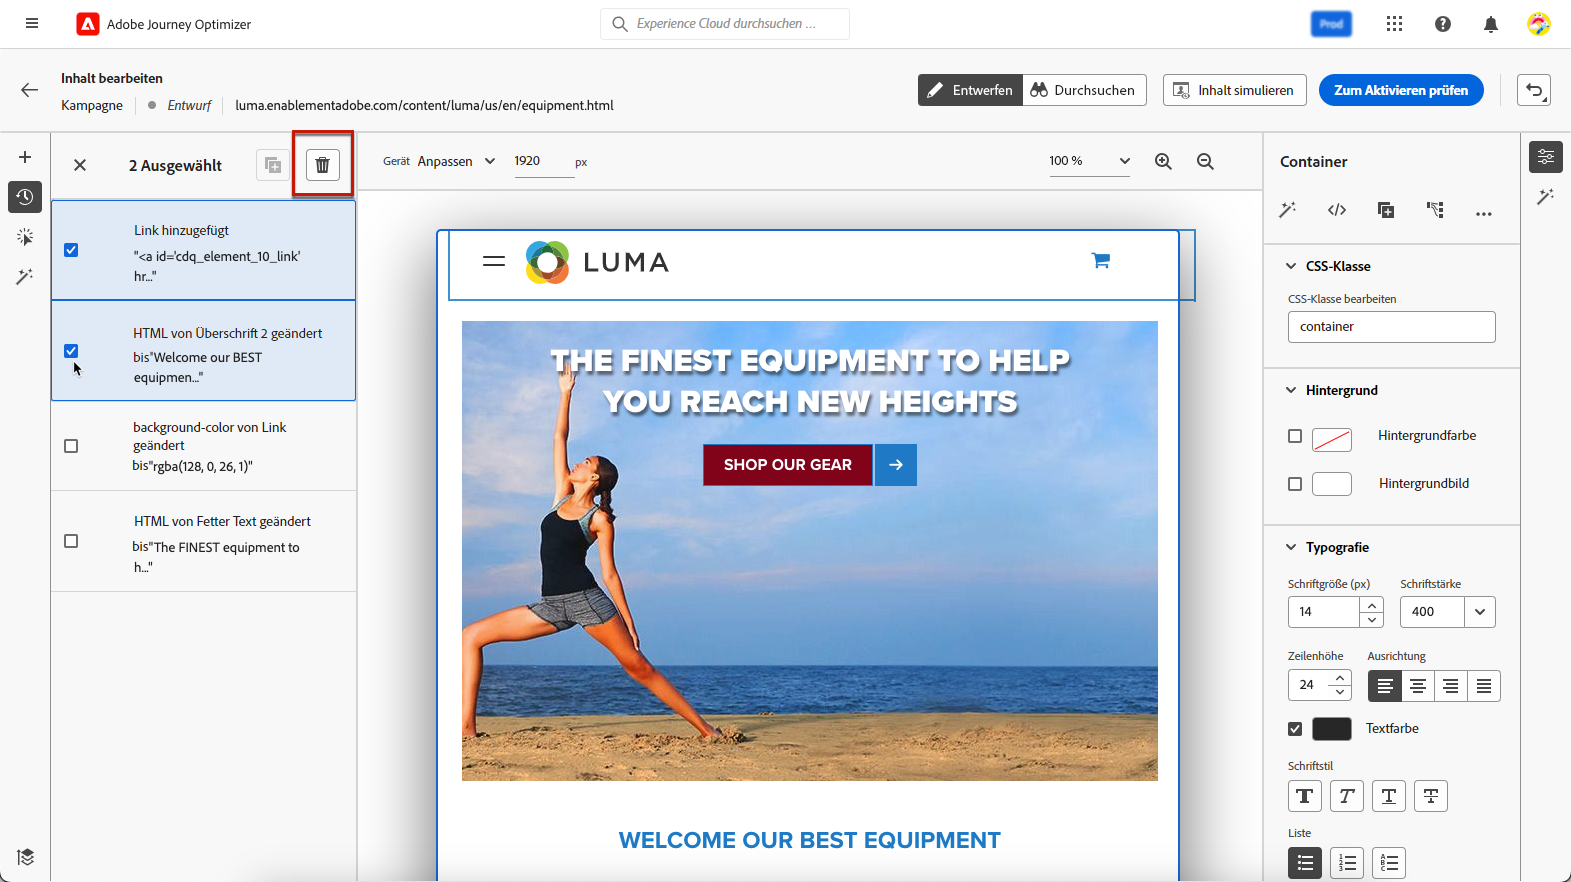 Adobe Journey Optimizer
Experience Cloud durchsuchen ...
Prod
Inhalt bearbeiten
Kampagne
Entwurf
luma.enablementadobe.com/content/luma/us/en/equipment.html
Entwerfen
Durchsuchen
Inhalt simulieren
Zum Aktivieren prüfen
2 Ausgewählt
Link hinzugefügt
"<a id='cdq_element_10_link'
hr..."
HTML von Überschrift 2 geändert
bis"Welcome our BEST
equipmen..."
background-color von Link
geändert
bis"rgba(128, 0, 26, 1)"
HTML von Fetter Text geändert
bis"The FINEST equipment to
h..."
Gerät
Anpassen
1920
px
100 %
LUMA
THE FINEST EQUIPMENT TO HELP
YOU REACH NEW HEIGHTS
SHOP OUR GEAR
WELCOME OUR BEST EQUIPMENT
Container
CSS-Klasse
CSS-Klasse bearbeiten
container
Hintergrund
Hintergrundfarbe
Hintergrundbild
Typografie
Schriftgröße (px)
Schriftstärke
14
400
Zeilenhöhe
Ausrichtung
24
Textfarbe
Schriftstil
Liste